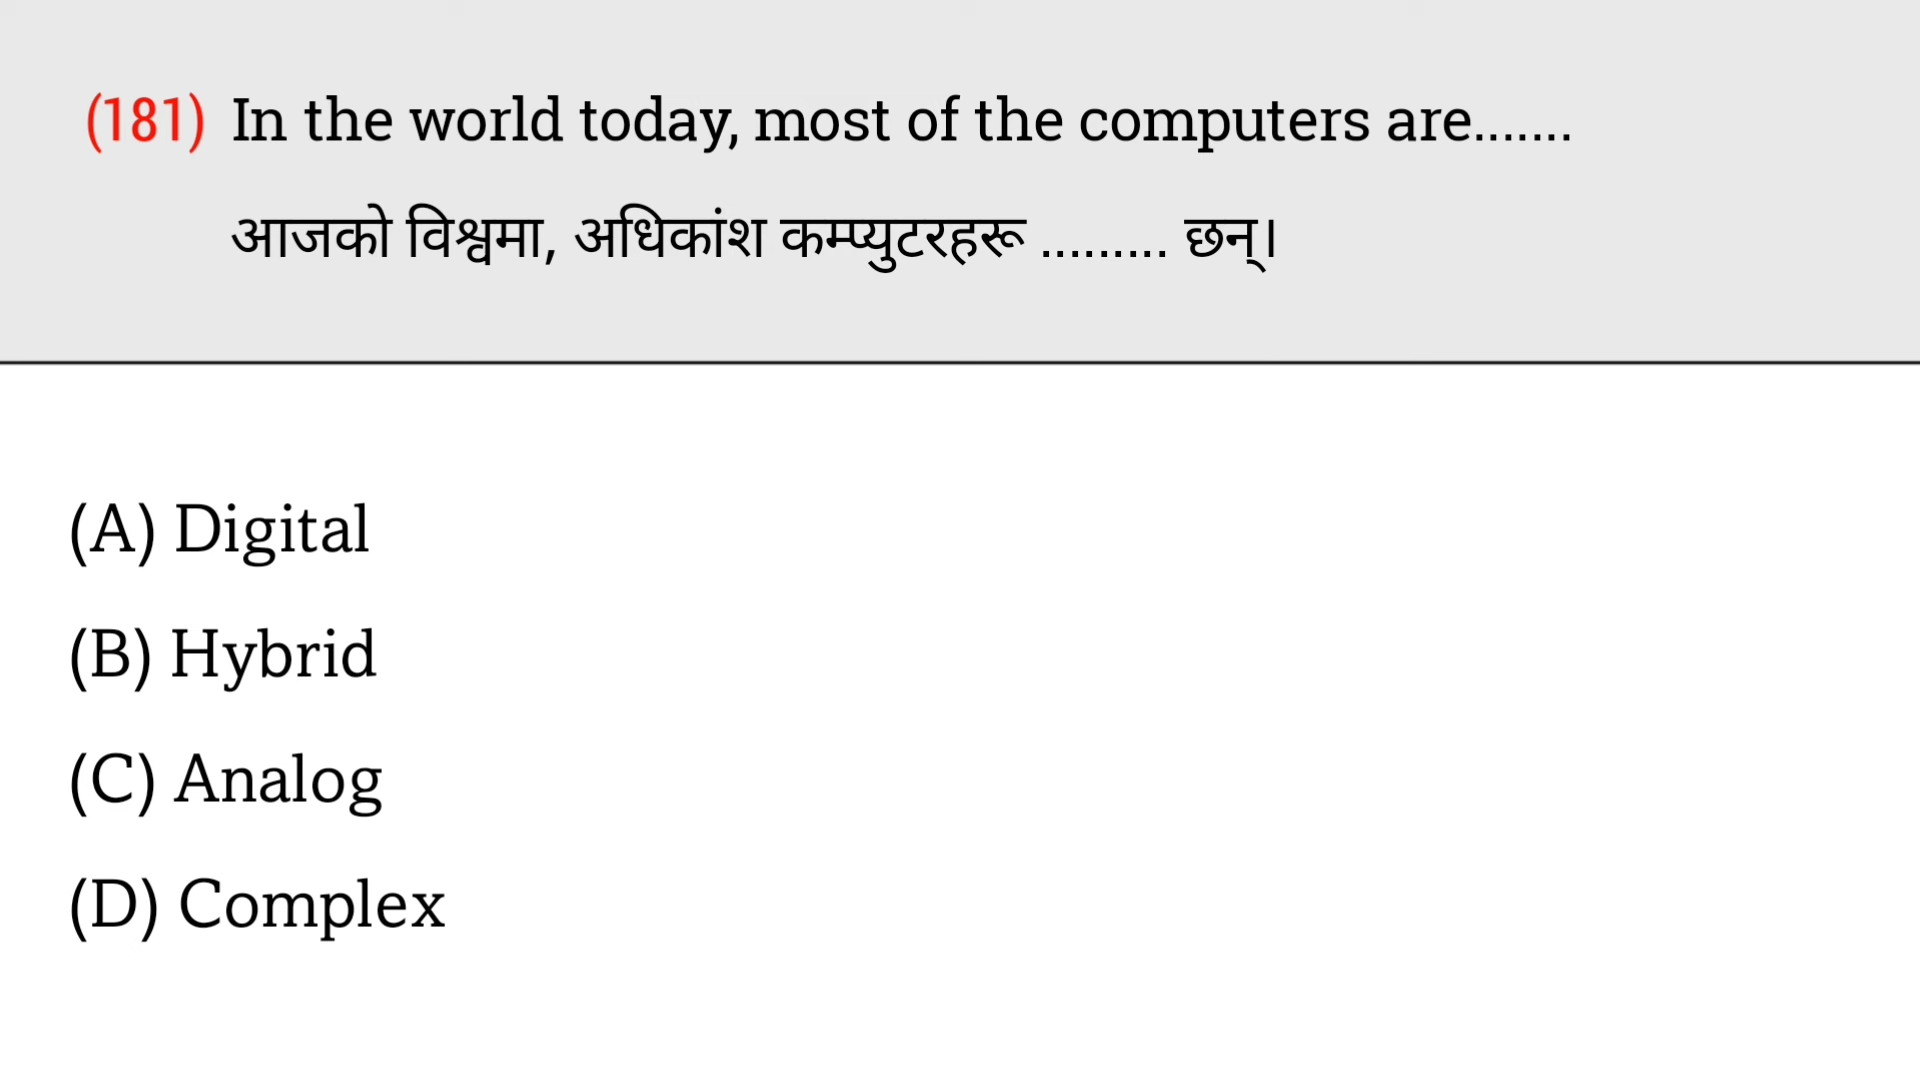 (181) In the world today, most of the computers are.......
आजको विश्वमा, अधिकांश कम्प्युटरहरू ......... छन्।
(A) Digital
(B) Hybrid
(C) Analog
(D) Complex